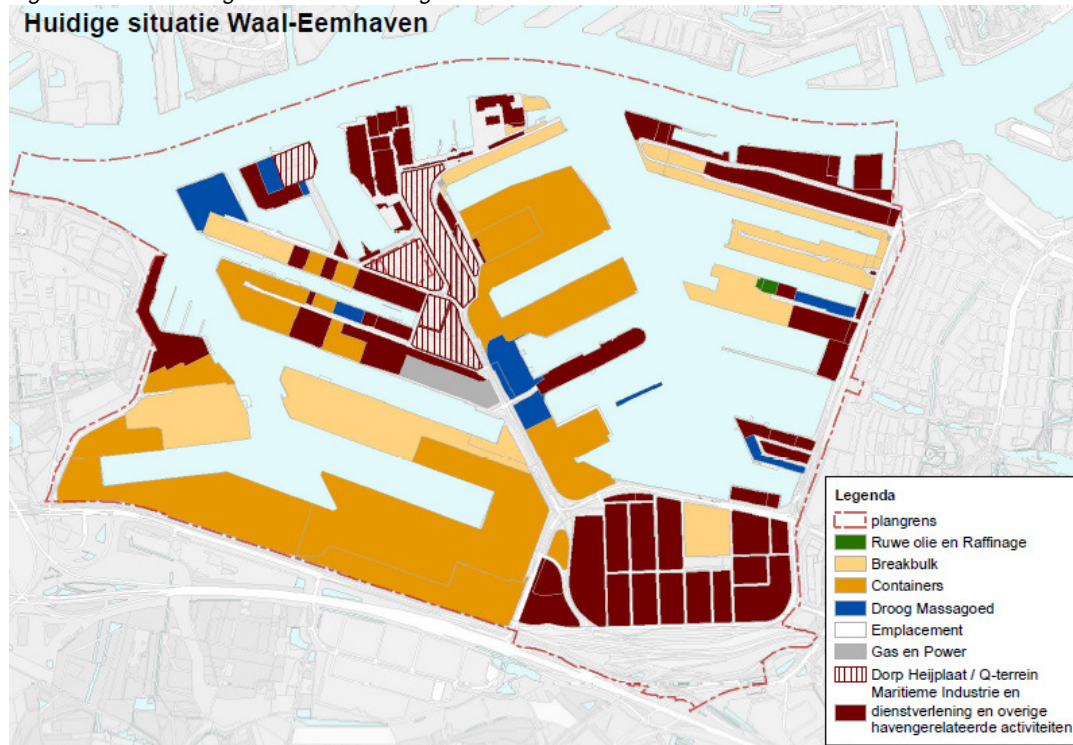 Huidige situatie Waal-Eemhaven
Legenda
plangrens
Ruwe olie en Raffinage
Breakbulk
Containers
Droog Massagoed
Emplacement
Gas en Power
Dorp Heijplaat / Q-terrein
Maritieme Industrie en
dienstverlening en overige
havengerelateerde activiteiten